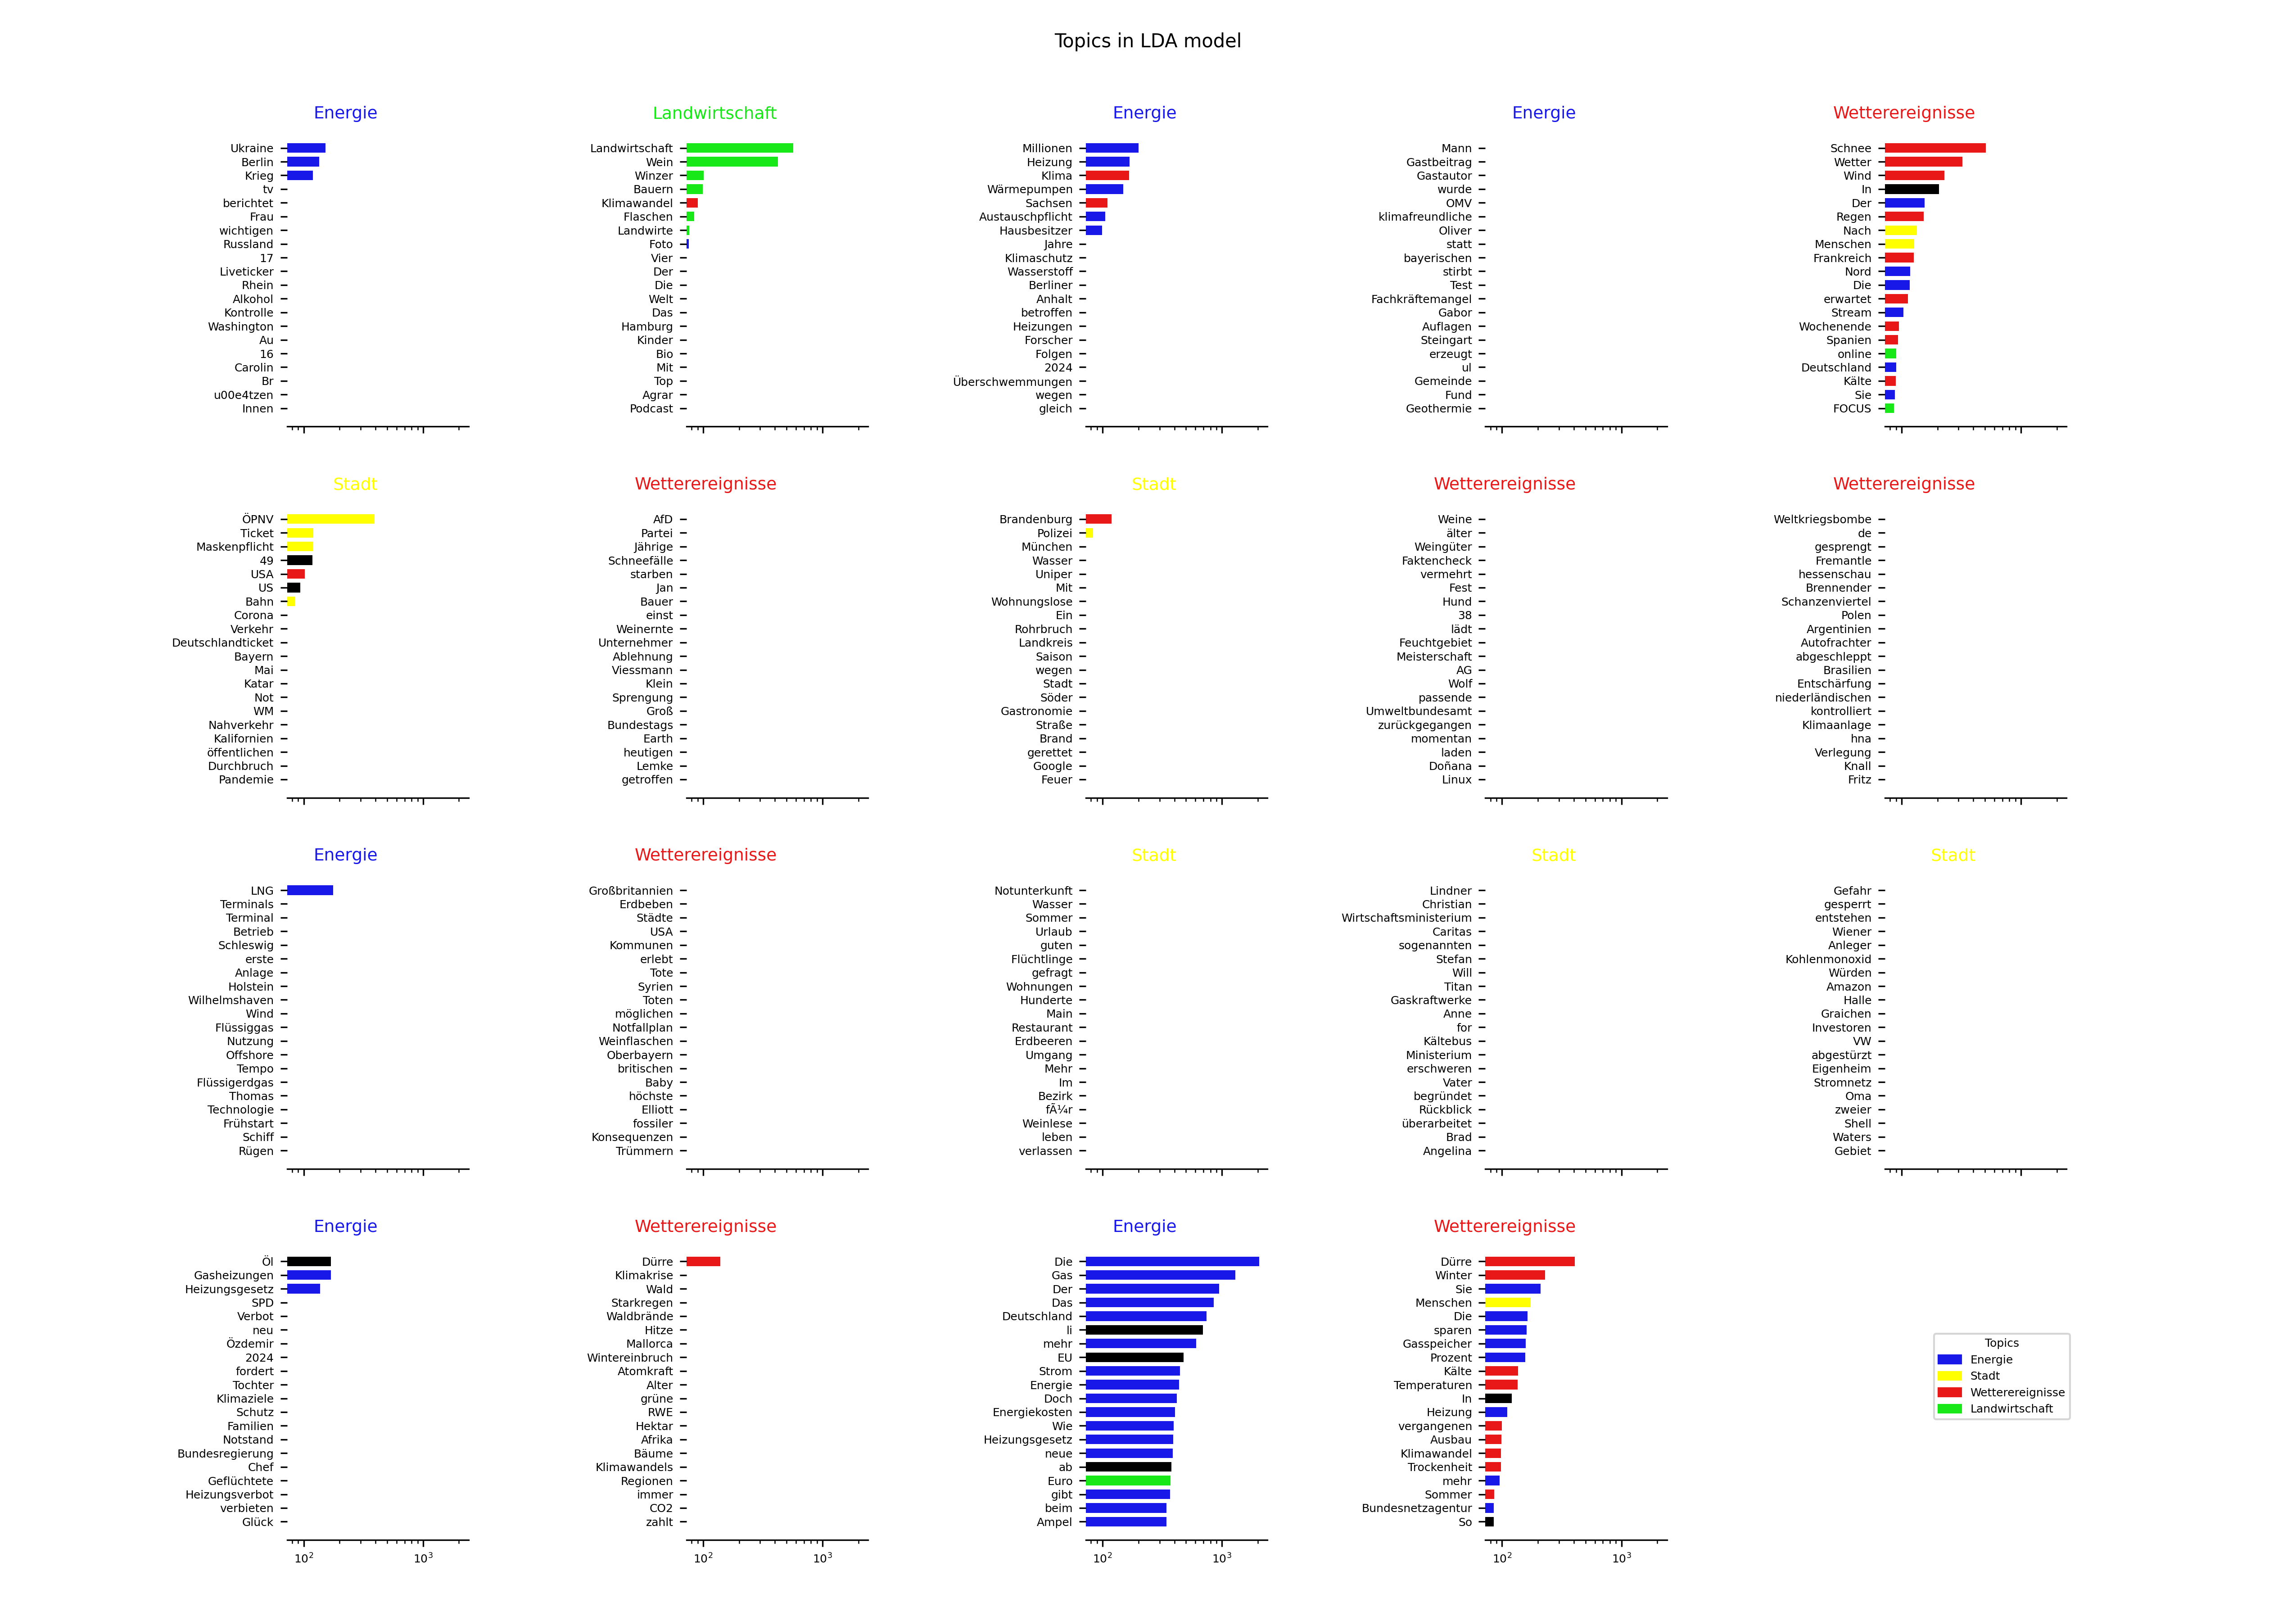 Topics in LDA model
Energie
Ukraine
Berlin
Krieg
tv
berichtet
Frau
wichtigen
Russland
17
Liveticker
Rhein
Alkohol
Kontrolle
Washington
Au
16
Carolin
Br
u00e4tzen
Innen
Landwirtschaft
Landwirtschaft
Wein
Winzer
Bauern
Klimawandel
Flaschen
Landwirte
Foto
Vier
Der
Die
Welt
Das
Hamburg
Kinder
Bio
Mit
Top
Agrar
Podcast
Energie
Millionen
Heizung
Klima
Wärmepumpen
Sachsen
Austauschpflicht
Hausbesitzer
Jahre
Klimaschutz
Wasserstoff
Berliner
Anhalt
betroffen
Heizungen
Forscher
Folgen
2024
Überschwemmungen
wegen
gleich
Energie
Mann
Gastbeitrag
Gastautor
wurde
OMV
klimafreundliche
Oliver
statt
bayerischen
stirbt
Test
Fachkräftemangel
Gabor
Auflagen
Steingart
erzeugt
ul
Gemeinde
Fund
Geothermie
Wetterereignisse
Schnee
Wetter
Wind
In
Der
Regen
Nach
Menschen
Frankreich
Nord
Die
erwartet
Stream
Wochenende
Spanien
online
Deutschland
Kälte
Sie
FOCUS
Stadt
ÖPNV
Ticket
Maskenpflicht
49
USA
US
Bahn
Corona
Verkehr
Deutschlandticket
Bayern
Mai
Katar
Not
WM
Nahverkehr
Kalifornien
öffentlichen
Durchbruch
Pandemie
Wetterereignisse
AfD
Partei
Jährige
Schneefälle
starben
Jan
Bauer
einst
Weinernte
Unternehmer
Ablehnung
Viessmann
Klein
Sprengung
Groß
Bundestags
Earth
heutigen
Lemke
getroffen
Stadt
Brandenburg
Polizei
München
Wasser
Uniper
Mit
Wohnungslose
Ein
Rohrbruch
Landkreis
Saison
wegen
Stadt
Söder
Gastronomie
Straße
Brand
gerettet
Google
Feuer
Wetterereignisse
Weine
älter
Weingüter
Faktencheck
vermehrt
Fest
Hund
38
lädt
Feuchtgebiet
Meisterschaft
AG
Wolf
passende
Umweltbundesamt
zurückgegangen
momentan
laden
Doñana
Linux
Wetterereignisse
Weltkriegsbombe
de
gesprengt
Fremantle
hessenschau
Brennender
Schanzenviertel
Polen
Argentinien
Autofrachter
abgeschleppt
Brasilien
Entschärfung
niederländischen
kontrolliert
Klimaanlage
hna
Verlegung
Knall
Fritz
Energie
LNG
Terminals
Terminal
Betrieb
Schleswig
erste
Anlage
Holstein
Wilhelmshaven
Wind
Flüssiggas
Nutzung
Offshore
Tempo
Flüssigerdgas
Thomas
Technologie
Frühstart
Schiff
Rügen
Wetterereignisse
Großbritannien
Erdbeben
Städte
USA
Kommunen
erlebt
Tote
Syrien
Toten
möglichen
Notfallplan
Weinflaschen
Oberbayern
britischen
Baby
höchste
Elliott
fossiler
Konsequenzen
Trümmern
Stadt
Notunterkunft
Wasser
Sommer
Urlaub
guten
Flüchtlinge
gefragt
Wohnungen
Hunderte
Main
Restaurant
Erdbeeren
Umgang
Mehr
Im
Bezirk
fÃ¼r
Weinlese
leben
verlassen
Stadt
Lindner
Christian
Wirtschaftsministerium
Caritas
sogenannten
Stefan
Will
Titan
Gaskraftwerke
Anne
for
Kältebus
Ministerium
erschweren
Vater
begründet
Rückblick
überarbeitet
Brad
Angelina
Stadt
Gefahr
gesperrt
entstehen
Wiener
Anleger
Kohlenmonoxid
Würden
Amazon
Halle
Graichen
Investoren
VW
abgestürzt
Eigenheim
Stromnetz
Oma
zweier
Shell
Waters
Gebiet
Energie
Öl
Gasheizungen
Heizungsgesetz
SPD
Verbot
neu
Özdemir
2024
fordert
Tochter
Klimaziele
Schutz
Familien
Notstand
Bundesregierung
Chef
Geflüchtete
Heizungsverbot
verbieten
Glück
10² 10³
Wetterereignisse
Dürre
Klimakrise
Wald
Starkregen
Waldbrände
Hitze
Mallorca
Wintereinbruch
Atomkraft
Alter
grüne
RWE
Hektar
Afrika
Bäume
Klimawandels
Regionen
immer
CO2
zahlt
10² 10³
Energie
Die
Gas
Der
Das
Deutschland
li
mehr
EU
Strom
Energie
Doch
Energiekosten
Wie
Heizungsgesetz
neue
ab
Euro
gibt
beim
Ampel
10² 10³
Wetterereignisse
Dürre
Winter
Sie
Menschen
Die
sparen
Gasspeicher
Prozent
Kälte
Temperaturen
In
Heizung
vergangenen
Ausbau
Klimawandel
Trockenheit
mehr
Sommer
Bundesnetzagentur
So
10² 10³
Topics
Energie
Stadt
Wetterereignisse
Landwirtschaft